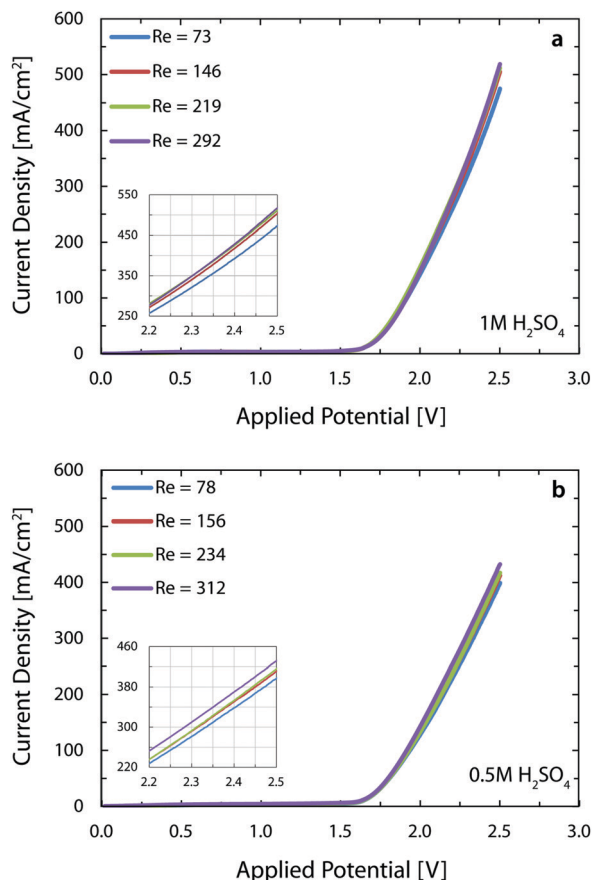 600
500
400
300
200
100
0
Current Density [mA/cm²]
Re = 73
Re = 146
Re = 219
Re = 292
a
550
450
350
250
2.2 2.3 2.4 2.5
1M H₂SO₄
0.0 0.5 1.0 1.5 2.0 2.5 3.0
Applied Potential [V]
600
500
400
300
200
100
0
Current Density [mA/cm²]
Re = 78
Re = 156
Re = 234
Re = 312
b
460
380
300
220
2.2 2.3 2.4 2.5
0.5M H₂SO₄
0.0 0.5 1.0 1.5 2.0 2.5 3.0
Applied Potential [V]